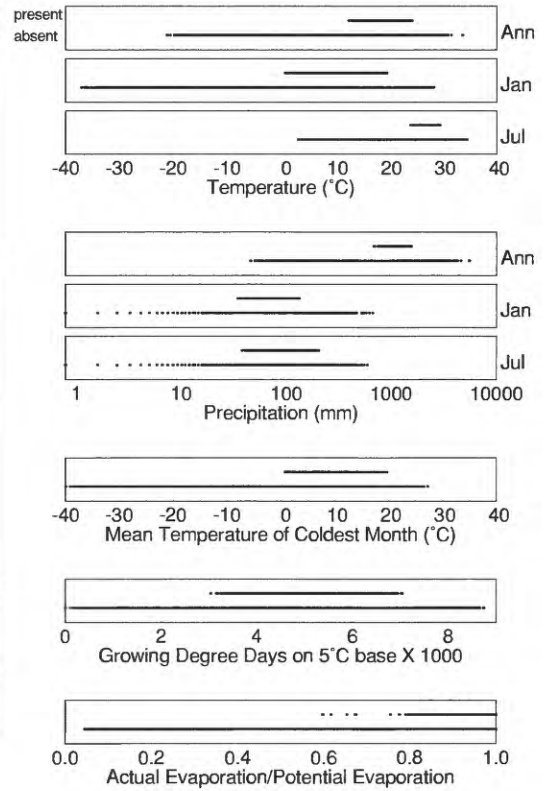 present
absent
Ann
Jan
Jul
-40 -30 -20 -10 0 10 20 30 40
Temperature (˚C)
Ann
Jan
Jul
1 10 100 1000 10000
Precipitation (mm)
-40 -30 -20 -10 0 10 20 30 40
Mean Temperature of Coldest Month (˚C)
0 2 4 6 8
Growing Degree Days on 5˚C base X 1000
0.0 0.2 0.4 0.6 0.8 1.0
Actual Evaporation/Potential Evaporation